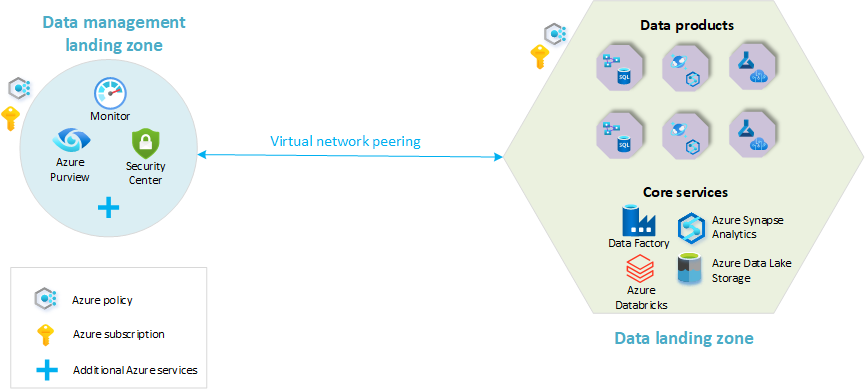 Data management
landing zone
Monitor
Azure
Purview
Security
Center
Virtual network peering
Data products
SQL
SQL
Core services
Data Factory
Azure Synapse
Analytics
Azure
Databricks
Azure Data Lake
Storage
Data landing zone
Azure policy
Azure subscription
Additional Azure services